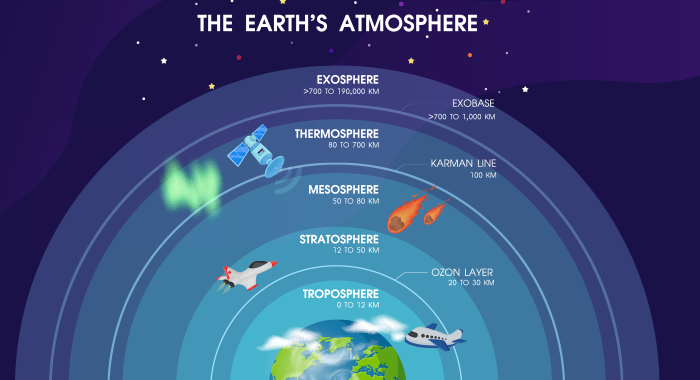 THE EARTH'S ATMOSPHERE
EXOSPHERE
>700 TO 190,000 KM
EXOBASE
>700 TO 1,000 KM
THERMOSPHERE
80 TO 700 KM
KARMAN LINE
100 KM
MESOSPHERE
50 TO 80 KM
STRATOSPHERE
12 TO 50 KM
OZON LAYER
20 TO 30 KM
TROPOSPHERE
0 TO 12 KM